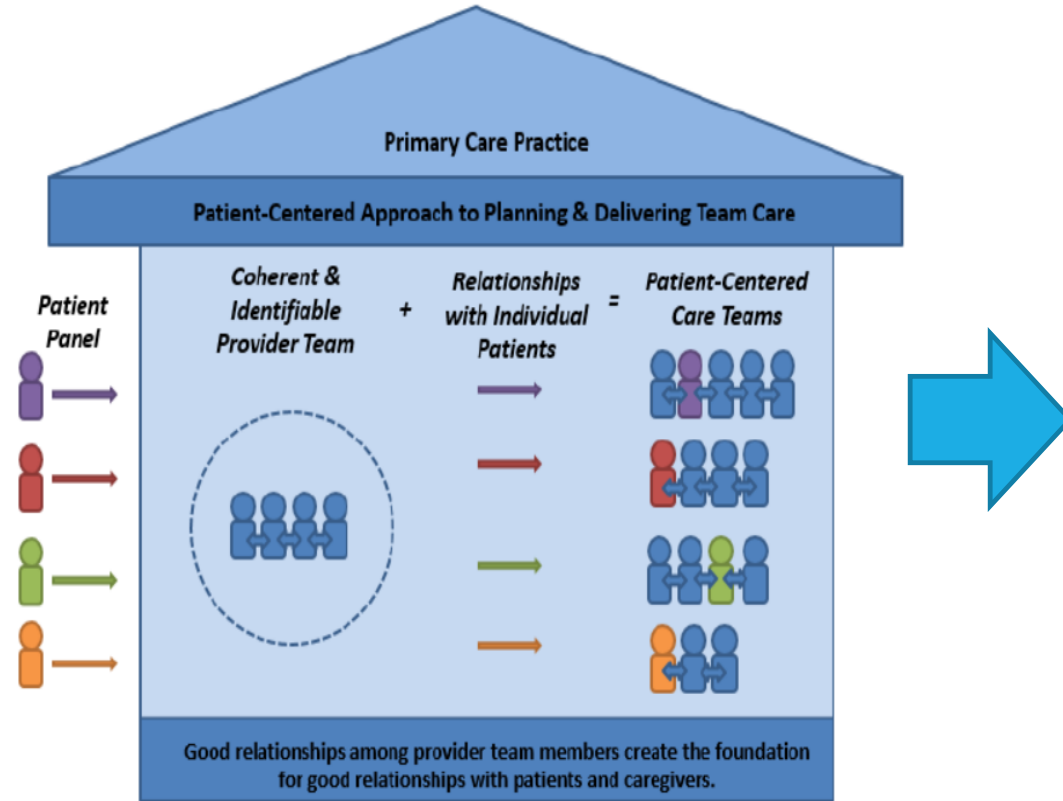 Primary Care Practice
Patient-Centered Approach to Planning & Delivering Team Care
Patient
Panel
Coherent &
Identifiable
Provider Team
+
Relationships
with Individual
Patients
=
Patient-Centered
Care Teams
Good relationships among provider team members create the foundation
for good relationships with patients and caregivers.